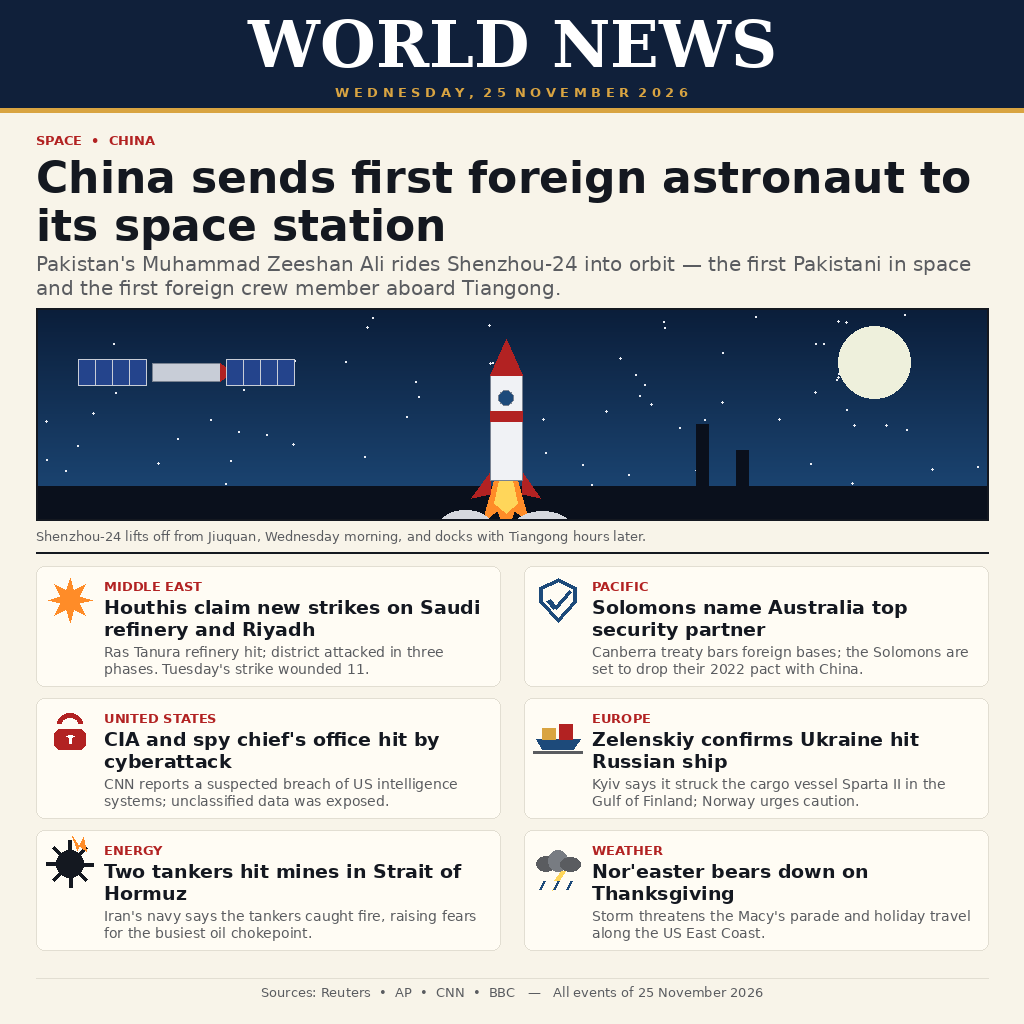 WORLD NEWS
WEDNESDAY, 25 NOVEMBER 2026
SPACE • CHINA
China sends first foreign astronaut to
its space station
Pakistan's Muhammad Zeeshan Ali rides Shenzhou-24 into orbit — the first Pakistani in space
and the first foreign crew member aboard Tiangong.
Shenzhou-24 lifts off from Jiuquan, Wednesday morning, and docks with Tiangong hours later.
MIDDLE EAST
Houthis claim new strikes on Saudi
refinery and Riyadh
Ras Tanura refinery hit; district attacked in three
phases. Tuesday's strike wounded 11.
PACIFIC
Solomons name Australia top
security partner
Canberra treaty bars foreign bases; the Solomons are
set to drop their 2022 pact with China.
UNITED STATES
CIA and spy chief's office hit by
cyberattack
CNN reports a suspected breach of US intelligence
systems; unclassified data was exposed.
EUROPE
Zelenskiy confirms Ukraine hit
Russian ship
Kyiv says it struck the cargo vessel Sparta II in the
Gulf of Finland; Norway urges caution.
ENERGY
Two tankers hit mines in Strait of
Hormuz
Iran's navy says the tankers caught fire, raising fears
for the busiest oil chokepoint.
WEATHER
Nor'easter bears down on
Thanksgiving
Storm threatens the Macy's parade and holiday travel
along the US East Coast.
Sources: Reuters • AP • CNN • BBC — All events of 25 November 2026